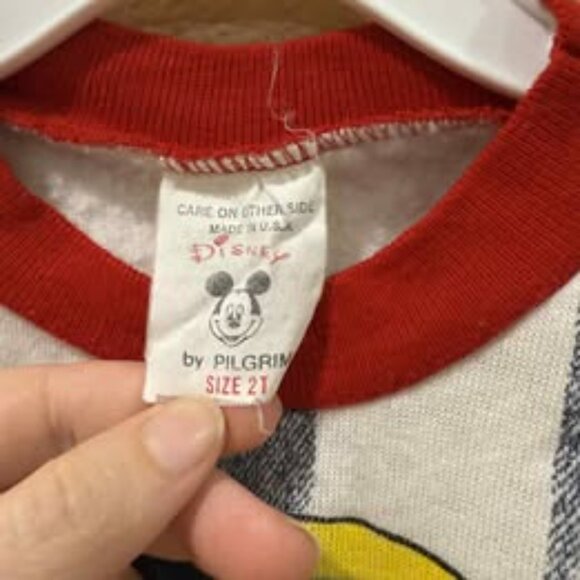 CARE ON OTHER SIDE
MADE IN U.S.A.
DiSNEY
by PILGRIM
SIZE 2T